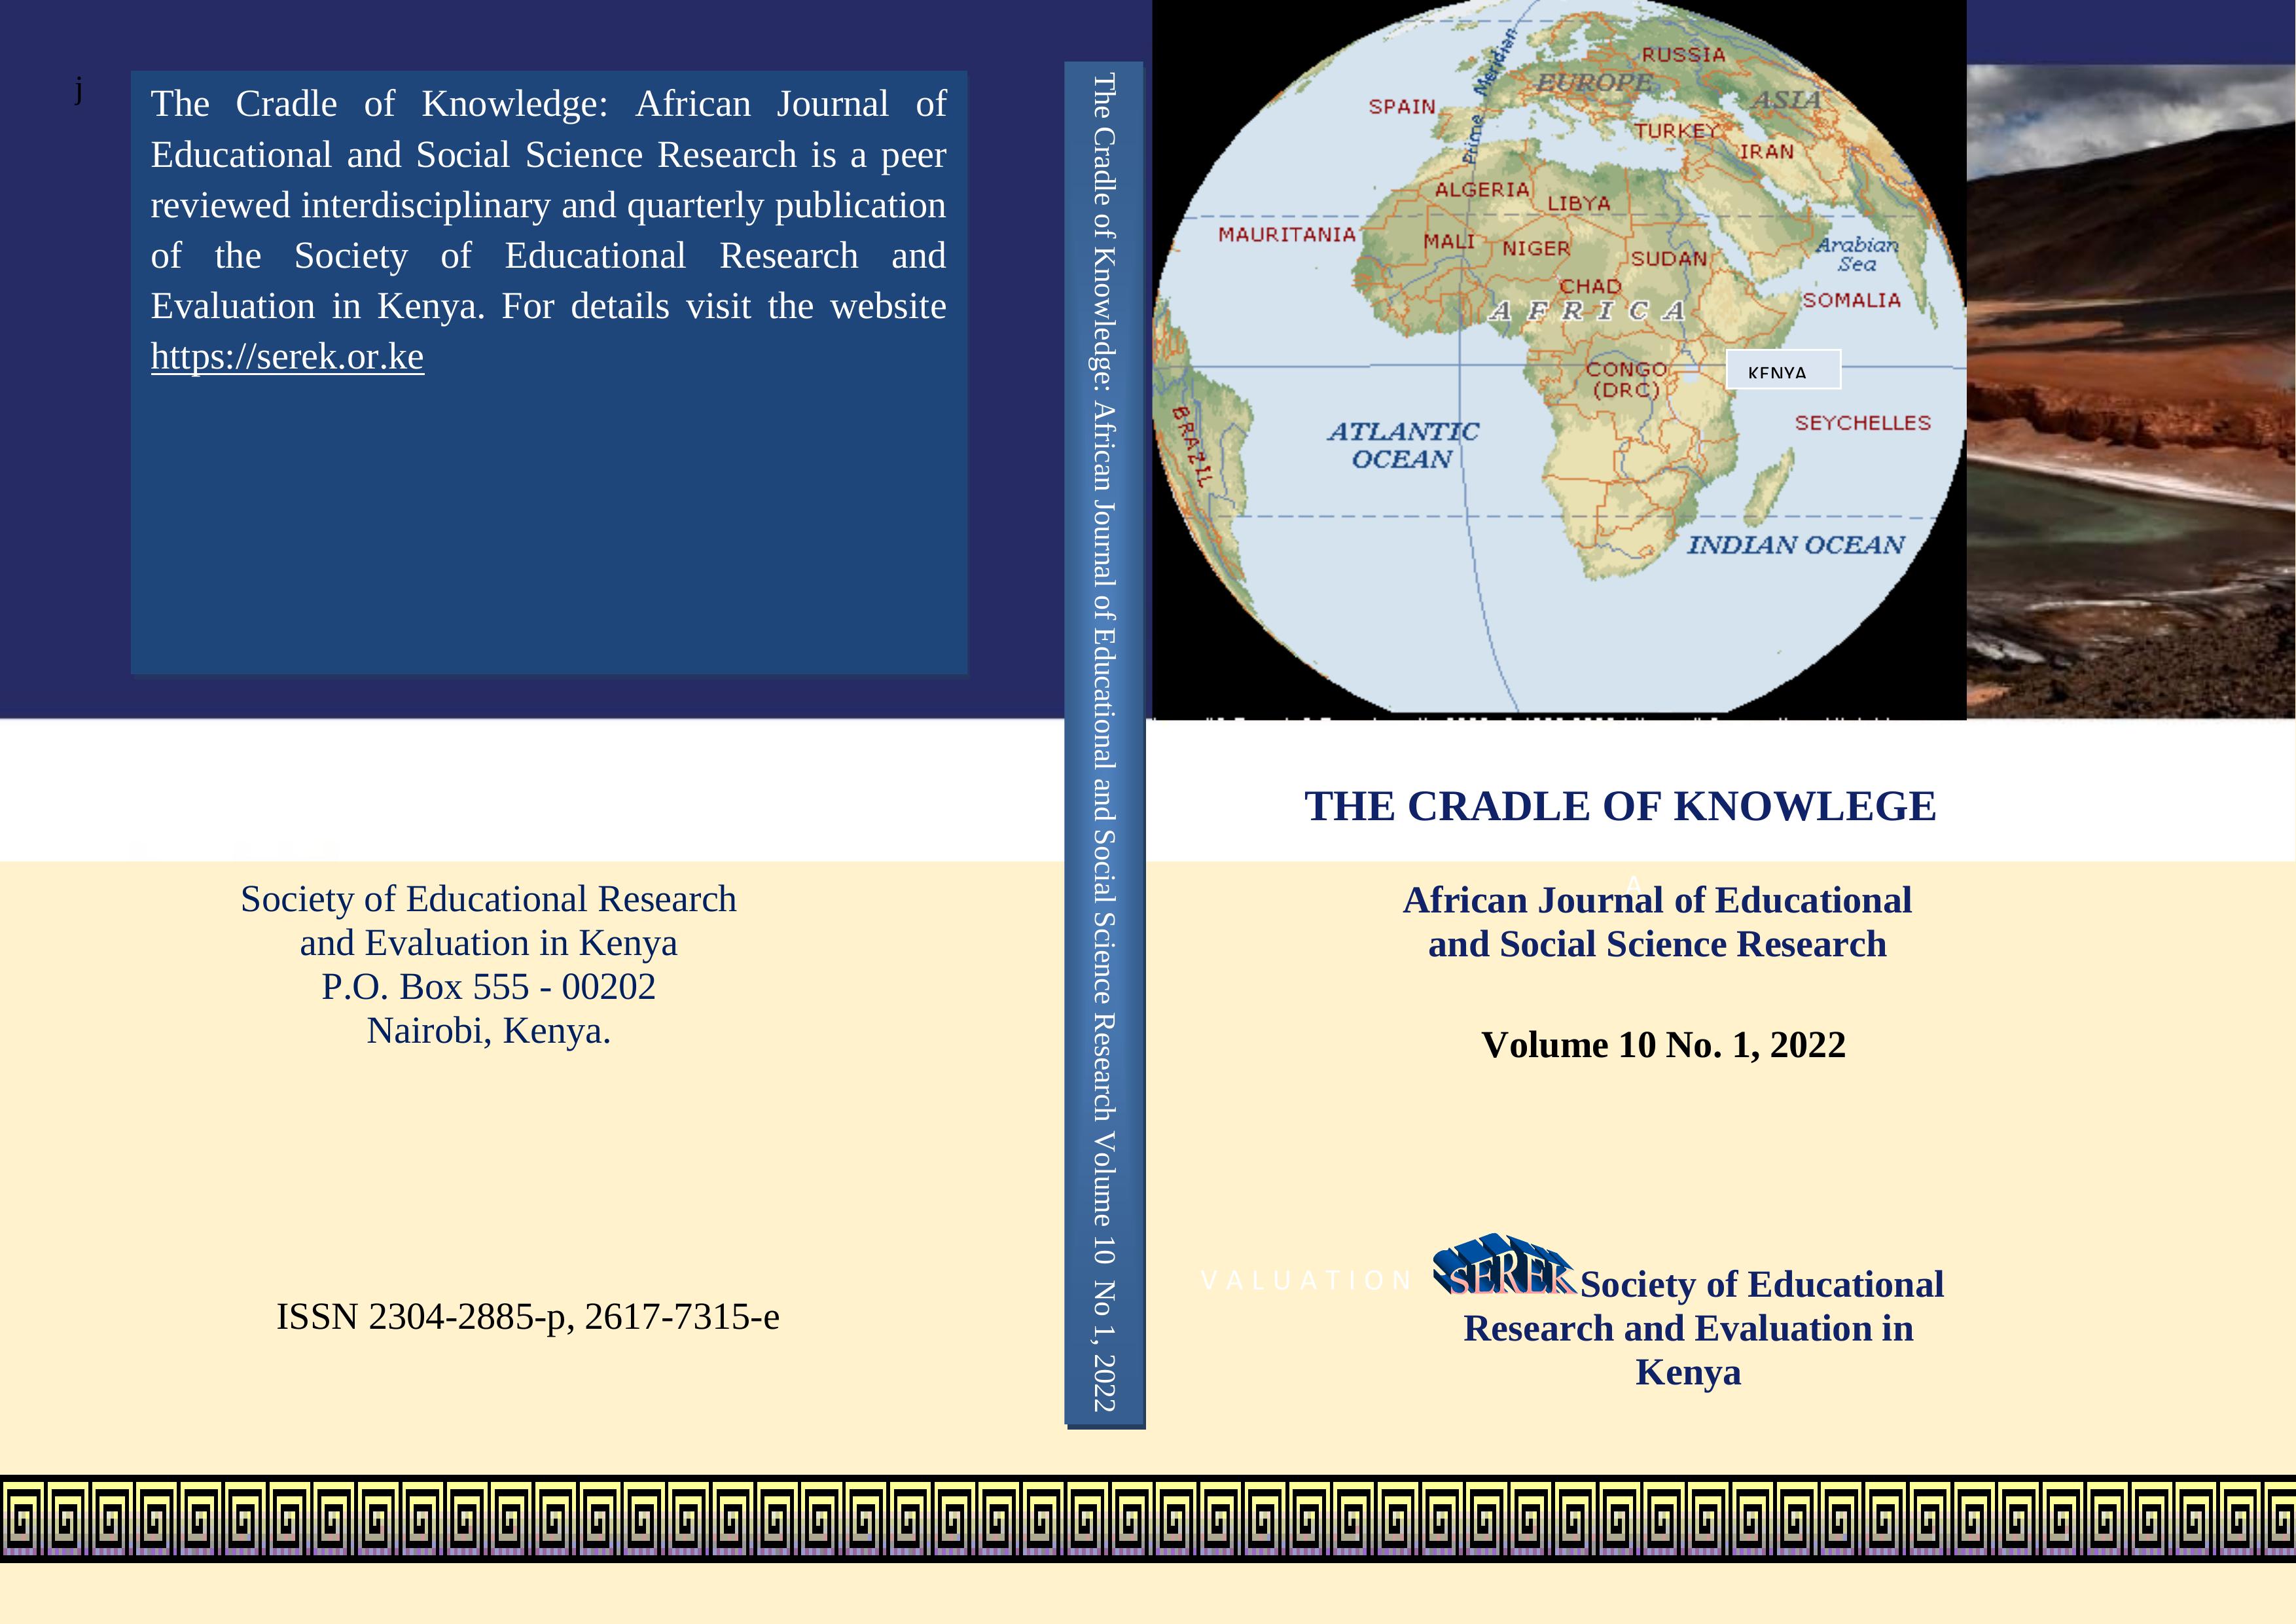 j
The Cradle of Knowledge: African Journal of
Educational and Social Science Research is a peer
reviewed interdisciplinary and quarterly publication
of the Society of Educational Research and
Evaluation in Kenya. For details visit the website
https://serek.or.ke
Society of Educational Research
and Evaluation in Kenya
P.O. Box 555 - 00202
Nairobi, Kenya.
ISSN 2304-2885-p, 2617-7315-e
The Cradle of Knowledge: African Journal of Educational and Social Science Research Volume 10 No 1, 2022
Prime Meridian
RUSSIA
EUROPE
ASIA
SPAIN
TURKEY
IRAN
ALGERIA
LIBYA
MAURITANIA
MALI
NIGER
SUDAN
Arabian
Sea
CHAD
SOMALIA
AFRICA
CONGO
(DRC)
KENYA
BRAZIL
ATLANTIC
OCEAN
SEYCHELLES
INDIAN OCEAN
THE CRADLE OF KNOWLEGE
A
African Journal of Educational
and Social Science Research
Volume 10 No. 1, 2022
VALUATION
SEREK Society of Educational
Research and Evaluation in
Kenya